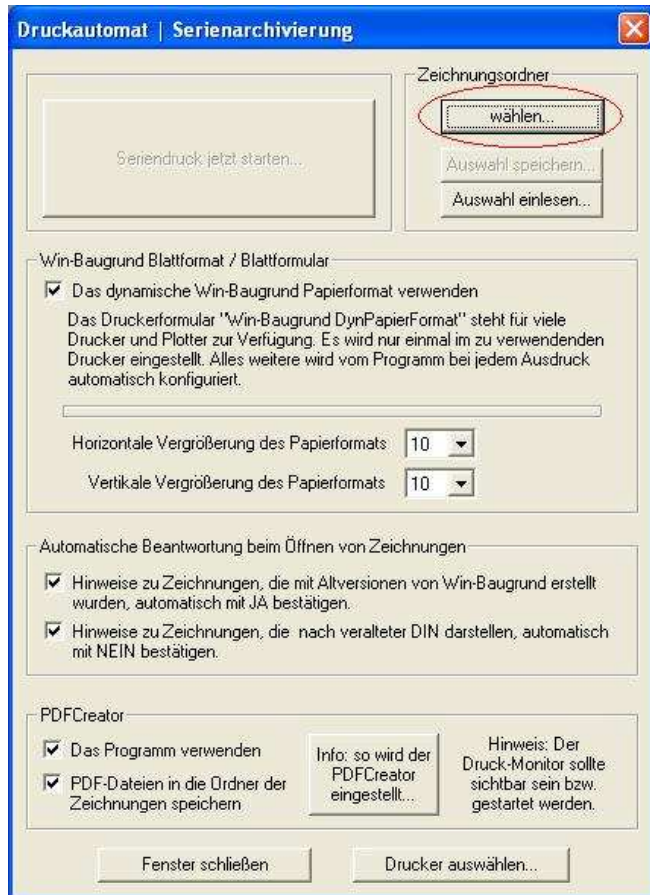 Druckautomat | Serienarchivierung
Seriendruck jetzt starten...
Zeichnungsordner
wählen...
Auswahl speichern...
Auswahl einlesen...
Win-Baugrund Blattformat / Blattformular
Das dynamische Win-Baugrund Papierformat verwenden
Das Druckerformular "Win-Baugrund DynPapierFormat" steht für viele
Drucker und Plotter zur Verfügung. Es wird nur einmal im zu verwendenden
Drucker eingestellt. Alles weitere wird vom Programm bei jedem Ausdruck
automatisch konfiguriert.
Horizontale Vergrößerung des Papierformats 10
Vertikale Vergrößerung des Papierformats 10
Automatische Beantwortung beim Öffnen von Zeichnungen
Hinweise zu Zeichnungen, die mit Altversionen von Win-Baugrund erstellt
wurden, automatisch mit JA bestätigen.
Hinweise zu Zeichnungen, die nach veralteter DIN darstellen, automatisch
mit NEIN bestätigen.
PDFCreator
Das Programm verwenden
PDF-Dateien in die Ordner der
Zeichnungen speichern
Info: so wird der
PDFCreator
eingestellt...
Hinweis: Der
Druck-Monitor sollte
sichtbar sein bzw.
gestartet werden.
Fenster schließen
Drucker auswählen...